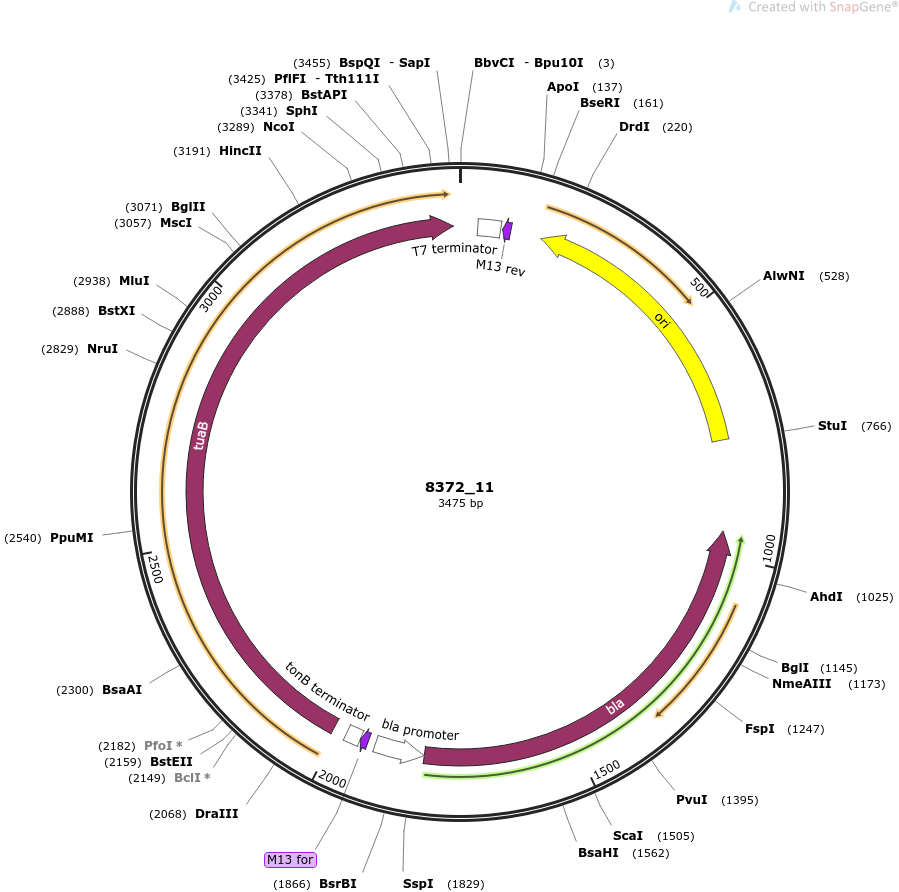 Created with SnapGene®
(3455) BspQI - SapI
BbvCI - Bpu10I (3)
(3425) PflFI - Tth111I
ApoI (137)
(3378) BstAPI
BseRI (161)
(3341) SphI
(3289) NcoI
DrdI (220)
(3191) HincII
(3071) BglII
(3057) MscI
T7 terminator
M13 rev
(2938) MluI
AlwNI (528)
500
3000
(2888) BstXI
ori
(2829) NruI
StuI (766)
tuaB
8372_11
3475 bp
(2540) PpuMI
1000
2500
AhdI (1025)
BglI (1145)
NmeAIII (1173)
(2300) BsaAI
tonB terminator
bla
bla promoter
FspI (1247)
(2182) PfoI *
(2159) BstEII
(2149) BclI *
2000
1500
PvuI (1395)
(2068) DraIII
ScaI (1505)
BsaHI (1562)
M13 for
(1866) BsrBI
SspI (1829)